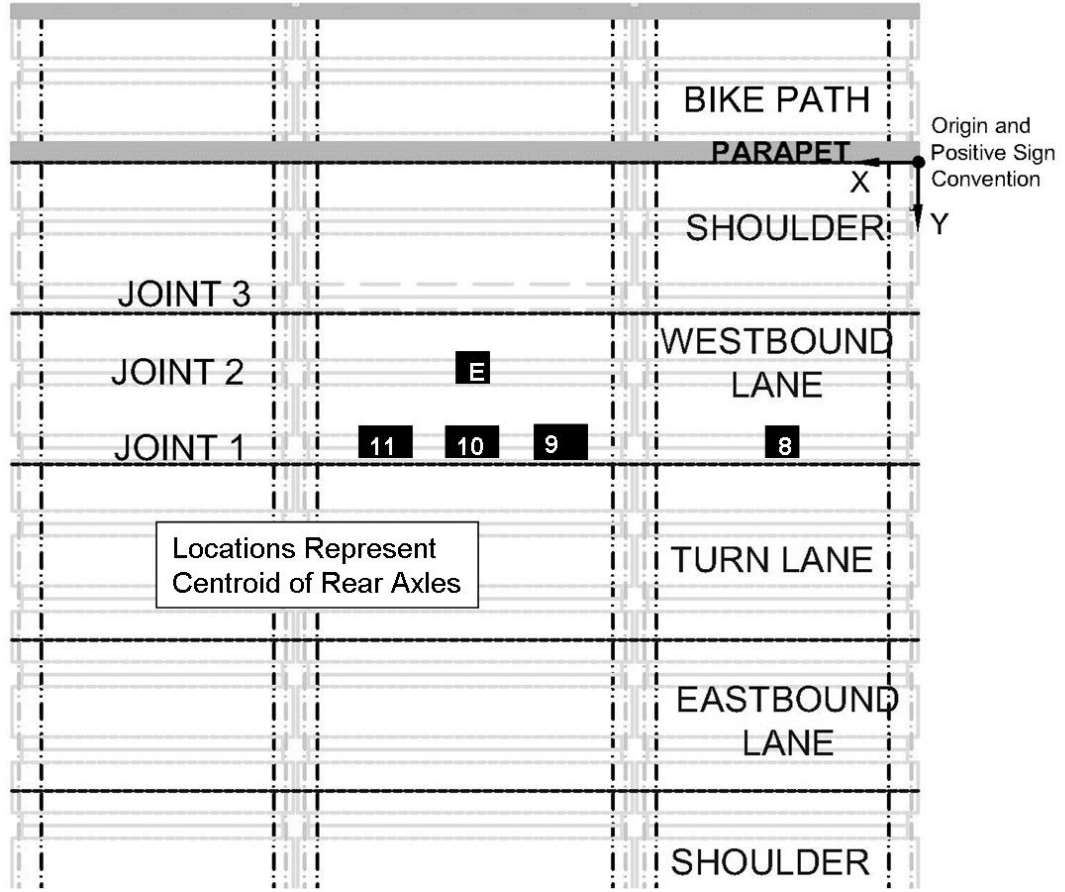 BIKE PATH
Origin and
Positive Sign
Convention
PARAPET
X
Y
SHOULDER
JOINT 3
WESTBOUND
LANE
JOINT 2
E
JOINT 1
11
10
9
8
Locations Represent
Centroid of Rear Axles
TURN LANE
EASTBOUND
LANE
SHOULDER